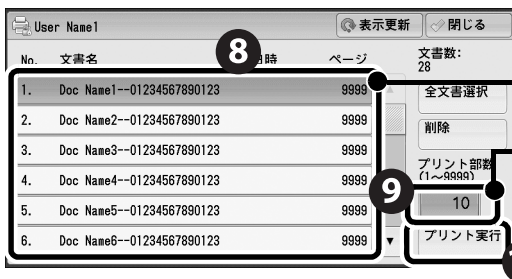 User Name1 表示更新 閉じる
No. 文書名 8 時 ページ 文書数:
28
1. Doc Name1--01234567890123 9999 全文書選択
2. Doc Name2--01234567890123 9999
削除
3. Doc Name3--01234567890123 9999
4. Doc Name4--01234567890123 9999 プリント部数
(1~9999)
5. Doc Name5--01234567890123 9999 9 10
6. Doc Name6--01234567890123 9999 プリント実行